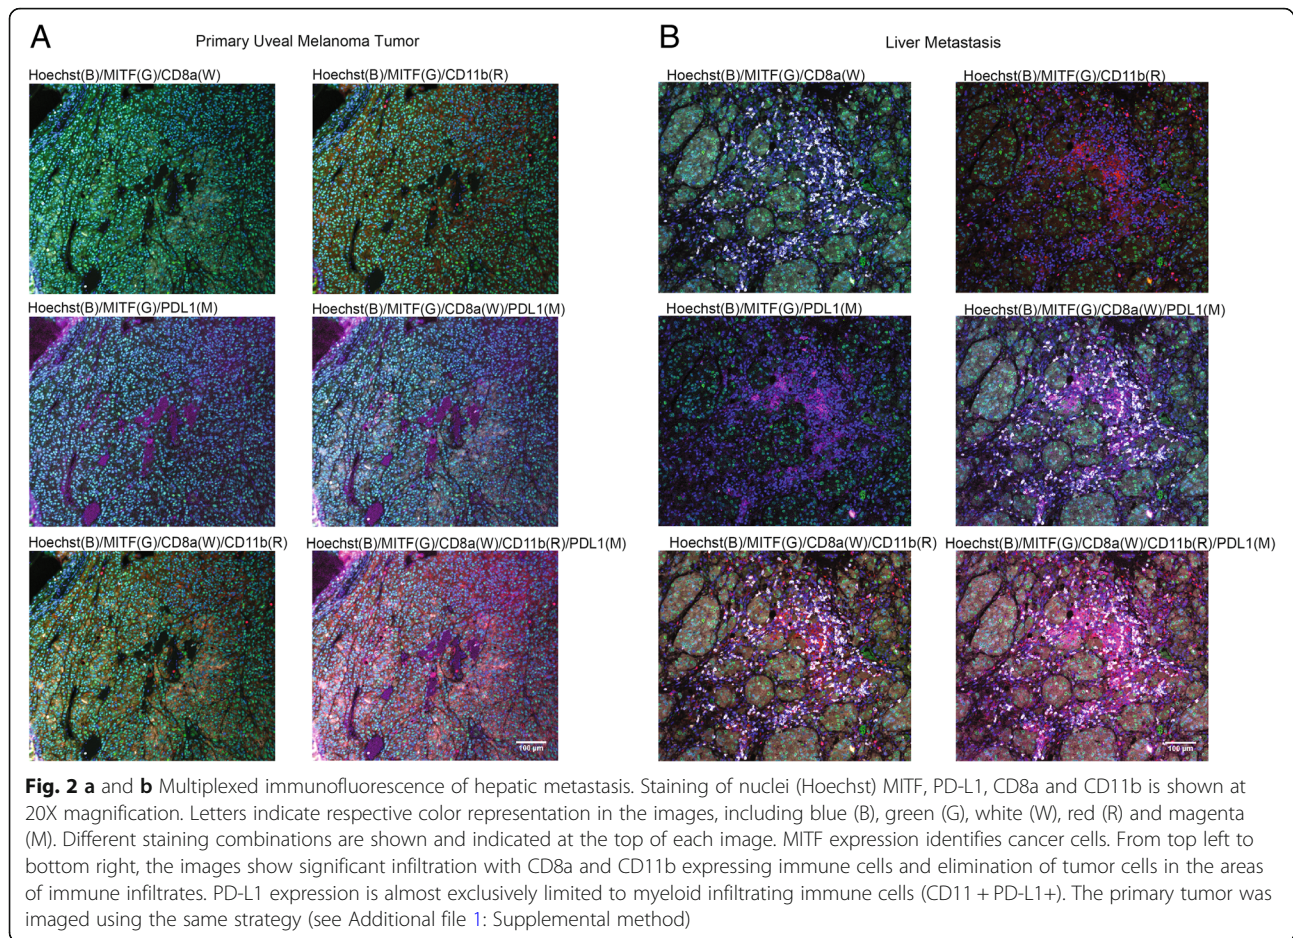 A
Primary Uveal Melanoma Tumor
Hoechst(B)/MITF(G)/CD8a(W)
Hoechst(B)/MITF(G)/CD11b(R)
Hoechst(B)/MITF(G)/PDL1(M)
Hoechst(B)/MITF(G)/CD8a(W)/PDL1(M)
Hoechst(B)/MITF(G)/CD8a(W)/CD11b(R)
Hoechst(B)/MITF(G)/CD8a(W)/CD11b(R)/PDL1(M)
100 μm
B
Liver Metastasis
Hoechst(B)/MITF(G)/CD8a(W)
Hoechst(B)/MITF(G)/CD11b(R)
Hoechst(B)/MITF(G)/PDL1(M)
Hoechst(B)/MITF(G)/CD8a(W)/PDL1(M)
Hoechst(B)/MITF(G)/CD8a(W)/CD11b(R)
Hoechst(B)/MITF(G)/CD8a(W)/CD11b(R)/PDL1(M)
100 μm
Fig. 2 a and b Multiplexed immunofluorescence of hepatic metastasis. Staining of nuclei (Hoechst) MITF, PD-L1, CD8a and CD11b is shown at
20X magnification. Letters indicate respective color representation in the images, including blue (B), green (G), white (W), red (R) and magenta
(M). Different staining combinations are shown and indicated at the top of each image. MITF expression identifies cancer cells. From top left to
bottom right, the images show significant infiltration with CD8a and CD11b expressing immune cells and elimination of tumor cells in the areas
of immune infiltrates. PD-L1 expression is almost exclusively limited to myeloid infiltrating immune cells (CD11 + PD-L1+). The primary tumor was
imaged using the same strategy (see Additional file 1: Supplemental method)